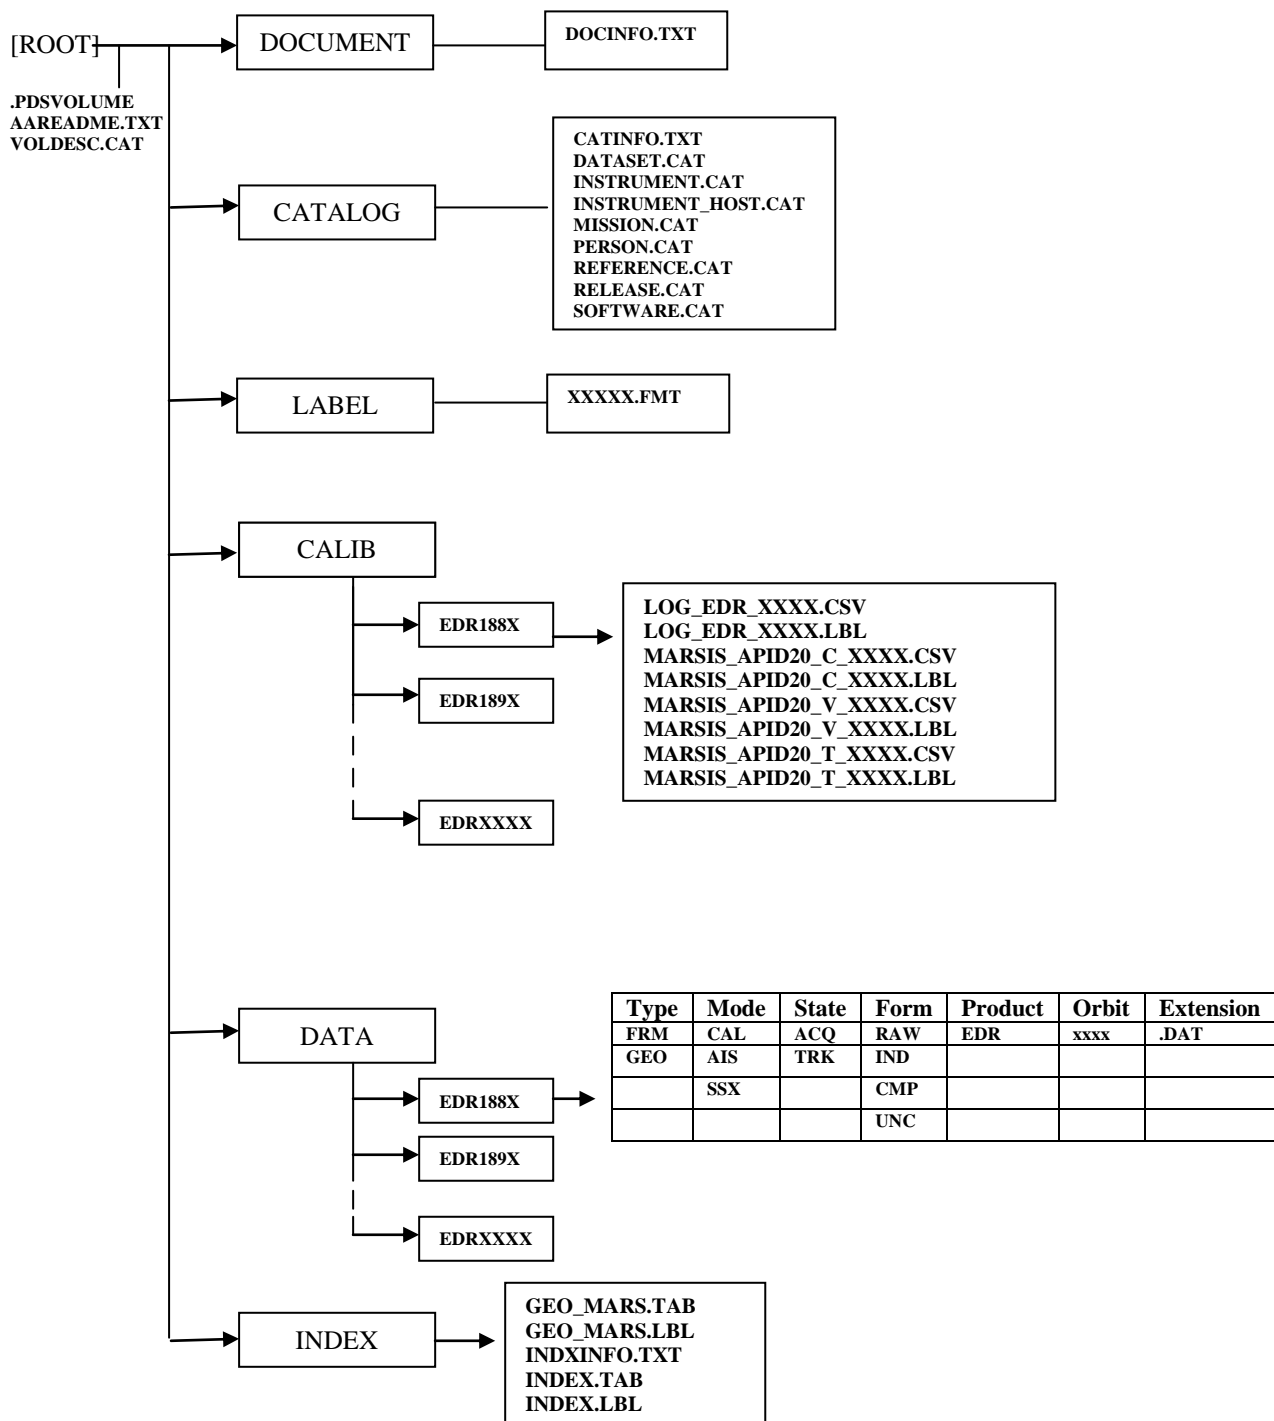 [ROOT]
.PDSVOLUME
AAREADME.TXT
VOLDESC.CAT
DOCUMENT
DOCINFO.TXT
CATALOG
CATINFO.TXT
DATASET.CAT
INSTRUMENT.CAT
INSTRUMENT_HOST.CAT
MISSION.CAT
PERSON.CAT
REFERENCE.CAT
RELEASE.CAT
SOFTWARE.CAT
LABEL
XXXXX.FMT
CALIB
EDR188X
EDR189X
EDRXXXX
LOG_EDR_XXXX.CSV
LOG_EDR_XXXX.LBL
MARSIS_APID20_C_XXXX.CSV
MARSIS_APID20_C_XXXX.LBL
MARSIS_APID20_V_XXXX.CSV
MARSIS_APID20_V_XXXX.LBL
MARSIS_APID20_T_XXXX.CSV
MARSIS_APID20_T_XXXX.LBL
DATA
EDR188X
EDR189X
EDRXXXX
Type Mode State Form Product Orbit Extension
FRM CAL ACQ RAW EDR xxxx .DAT
GEO AIS TRK IND
SSX CMP
UNC
INDEX
GEO_MARS.TAB
GEO_MARS.LBL
INDXINFO.TXT
INDEX.TAB
INDEX.LBL